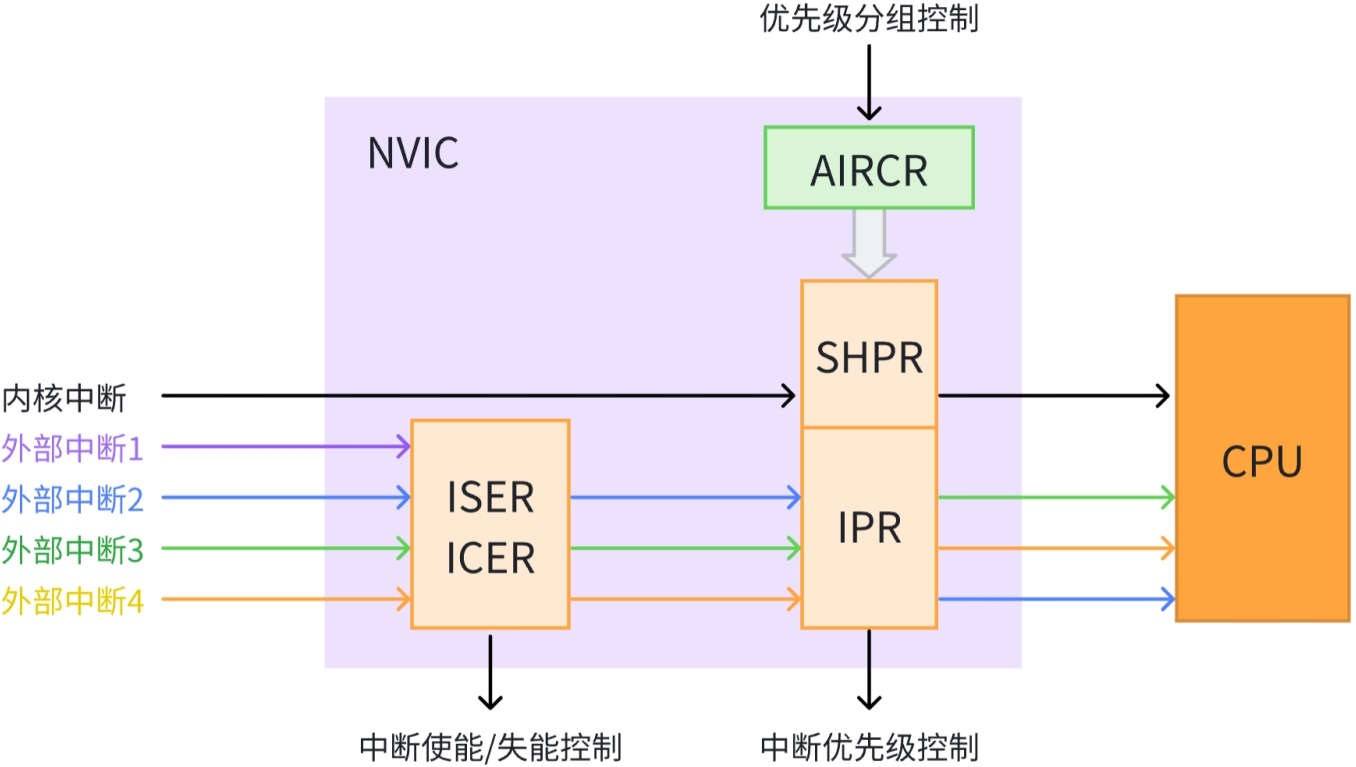 优先级分组控制
NVIC
AIRCR
SHPR
内核中断
外部中断1
外部中断2
外部中断3
外部中断4
ISER
ICER
IPR
CPU
中断使能/失能控制
中断优先级控制